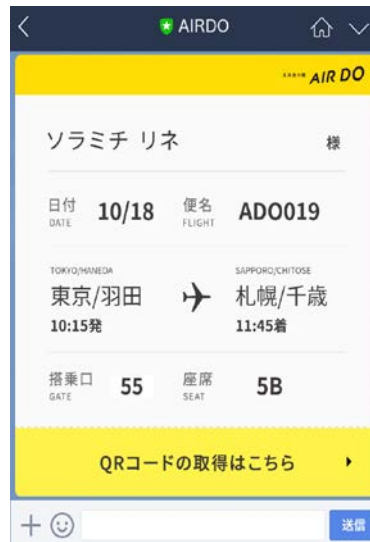 AIRDO
AIR DO
ソラミチ リネ 様
日付 10/18 便名 ADO019
DATE FLIGHT
TOKYO/HANEDA SAPPORO/CHITOSE
東京/羽田 札幌/千歳
10:15発 11:45着
搭乗口 55 座席 5B
GATE SEAT
QRコードの取得はこちら
送信